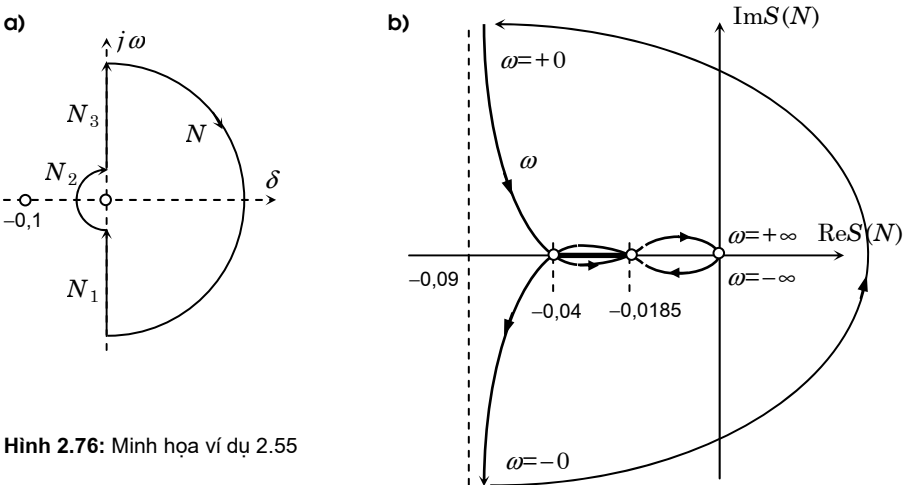 a)
jω
N₃
N
N₂
δ
–0,1
N₁
b)
ImS(N)
ω=+0
ω
ω=+∞
ReS(N)
ω=–∞
–0,09
–0,04
–0,0185
ω=–0
Hình 2.76: Minh họa ví dụ 2.55